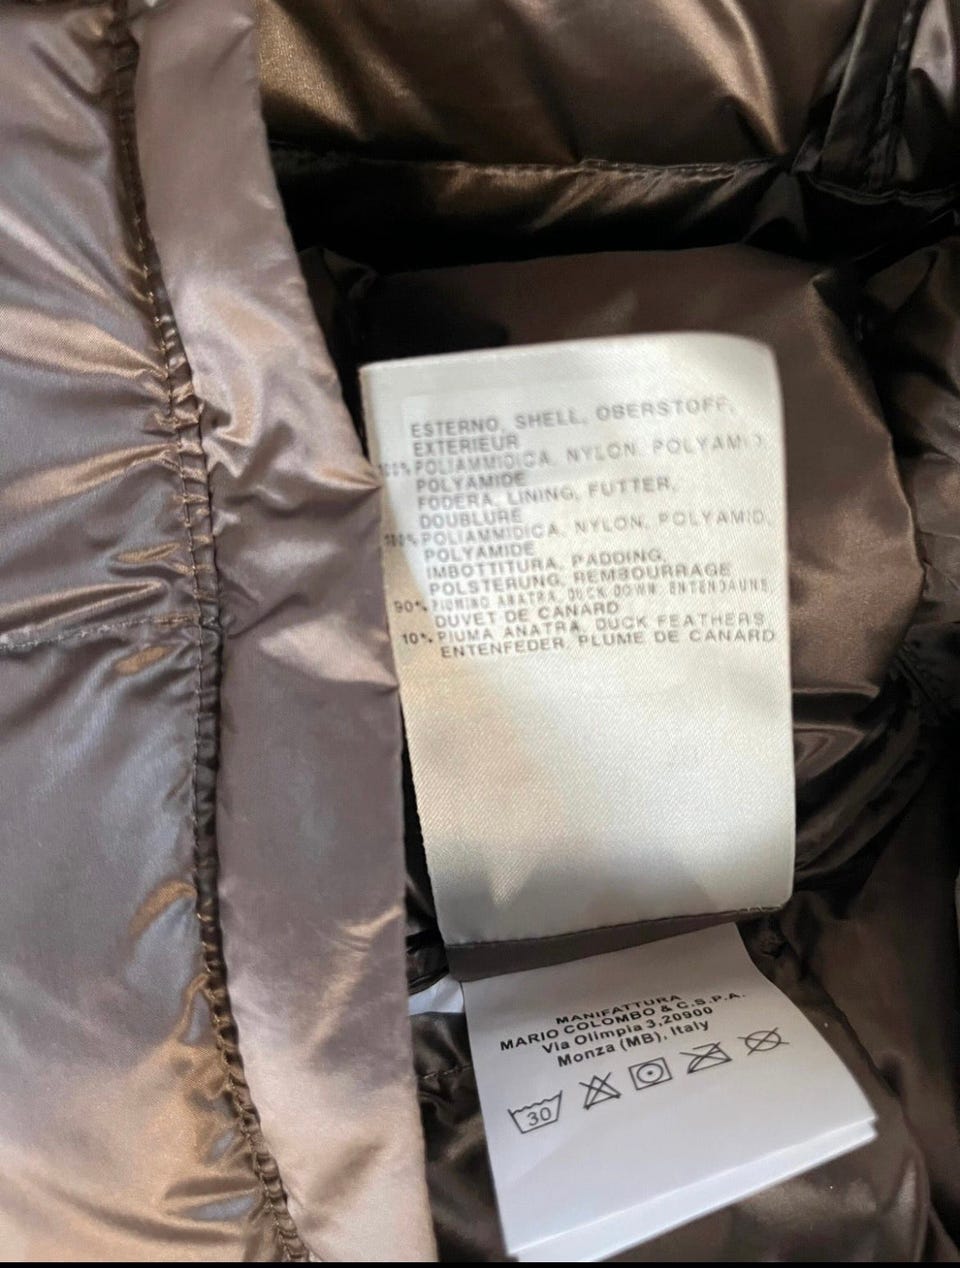 ESTERNO, SHELL, OBERSTOFF,
EXTERIEUR
100% POLIAMMIDICA, NYLON, POLYAMID,
POLYAMIDE
FODERA, LINING, FUTTER,
DOUBLURE
100% POLIAMMIDICA, NYLON, POLYAMID,
POLYAMIDE
IMBOTTITURA, PADDING,
POLSTERUNG, REMBOURRAGE
90% PIUMINO ANATRA, DUCK DOWN, ENTENDAUNE
DUVET DE CANARD
10% PIUMA ANATRA, DUCK FEATHERS
ENTENFEDER, PLUME DE CANARD
MANIFATTURA
MARIO COLOMBO & C.S.P.A.
Via Olimpia 3,20900
Monza (MB), Italy
30